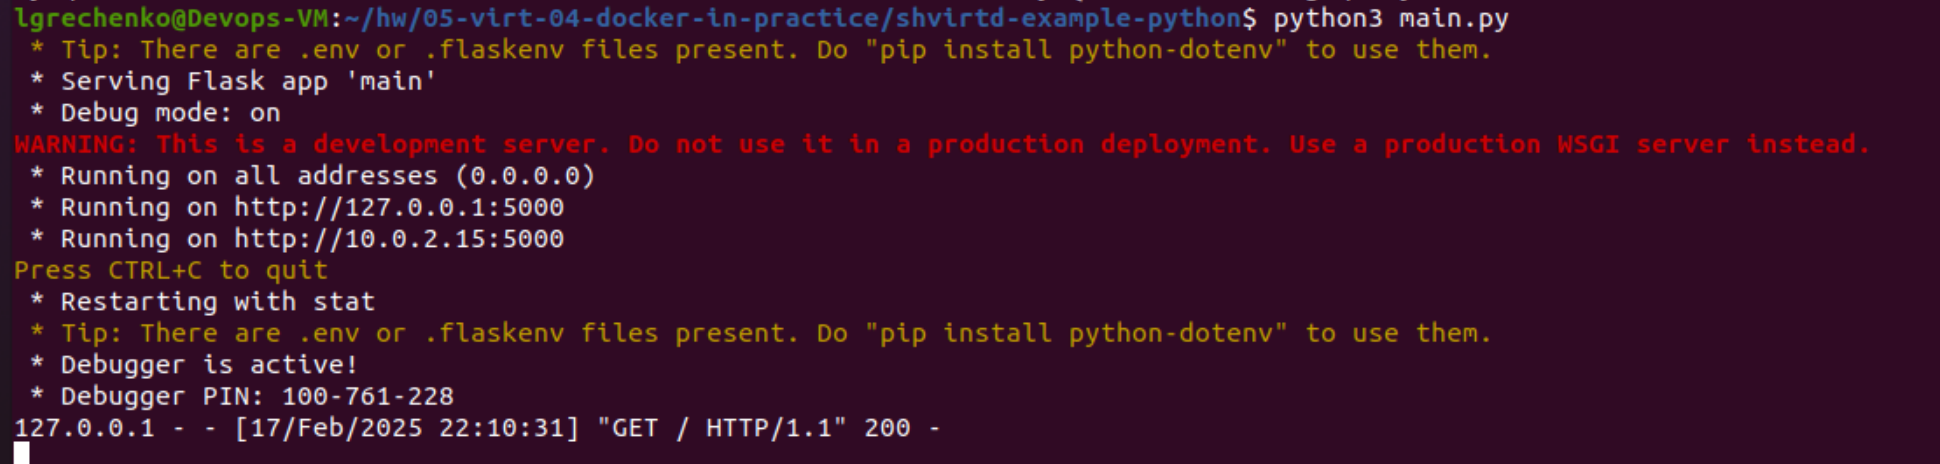 lgrechenko@Devops-VM:~/hw/05-virt-04-docker-in-practice/shvirtd-example-python$ python3 main.py
 * Tip: There are .env or .flaskenv files present. Do "pip install python-dotenv" to use them.
 * Serving Flask app 'main'
 * Debug mode: on
WARNING: This is a development server. Do not use it in a production deployment. Use a production WSGI server instead.
 * Running on all addresses (0.0.0.0)
 * Running on http://127.0.0.1:5000
 * Running on http://10.0.2.15:5000
Press CTRL+C to quit
 * Restarting with stat
 * Tip: There are .env or .flaskenv files present. Do "pip install python-dotenv" to use them.
 * Debugger is active!
 * Debugger PIN: 100-761-228
127.0.0.1 - - [17/Feb/2025 22:10:31] "GET / HTTP/1.1" 200 -